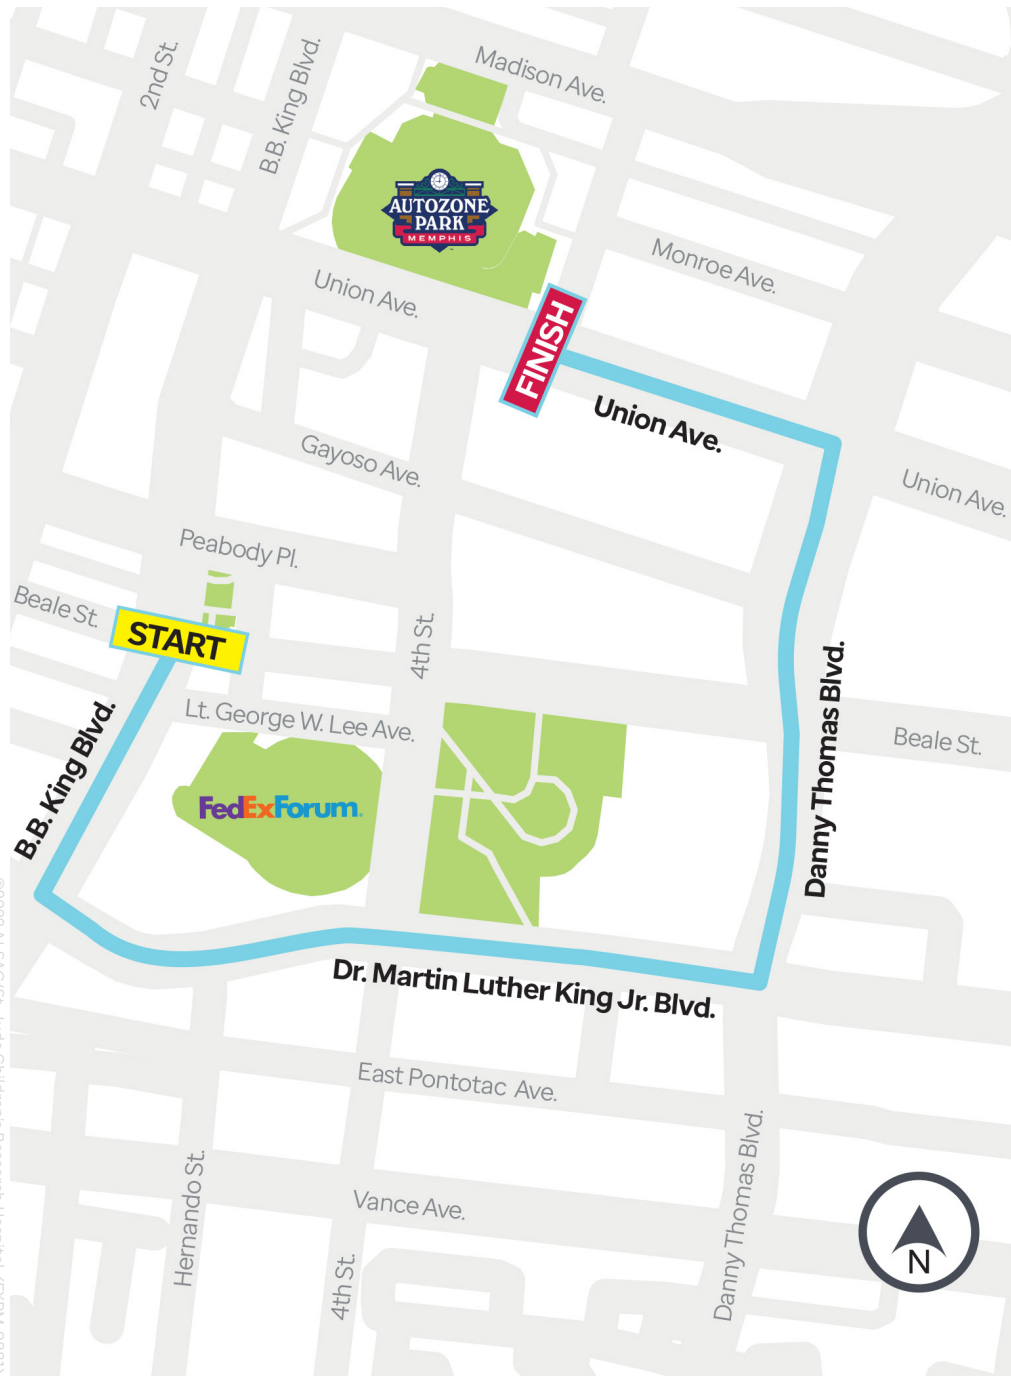 Madison Ave.
2nd St.
B.B. King Blvd.
AUTOZONE
PARK
MEMPHIS
Monroe Ave.
Union Ave.
FINISH
Union Ave.
Gayoso Ave.
Union Ave.
Peabody Pl.
Beale St.
START
4th St.
Lt. George W. Lee Ave.
Beale St.
B.B. King Blvd.
FedExForum
Danny Thomas Blvd.
Dr. Martin Luther King Jr. Blvd.
East Pontotac Ave.
Hernando St.
Vance Ave.
4th St.
Danny Thomas Blvd.
N